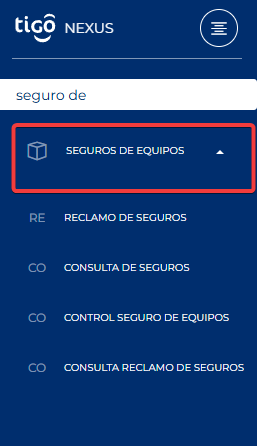 tigo NEXUS
seguro de
SEGUROS DE EQUIPOS
RE RECLAMO DE SEGUROS
CO CONSULTA DE SEGUROS
CO CONTROL SEGURO DE EQUIPOS
CO CONSULTA RECLAMO DE SEGUROS